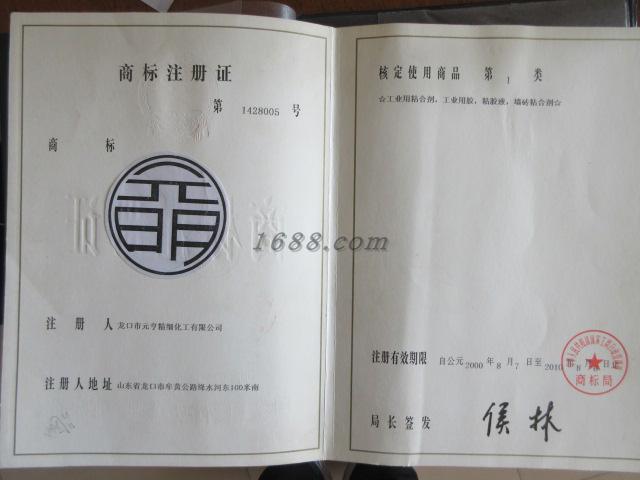 商标注册证
第 1428005 号
商 标
注 册 人 龙口市元亨精细化工有限公司
注册人地址 山东省龙口市牟黄公路绛水河东100米南
核定使用商品 第 1 类
☆工业用粘合剂，工业用胶，粘胶液，墙砖粘合剂☆
注册有效期限 自公元2000 年 8 月 7 日至 2010 8 月 日
商标局
局长签发 侯林
1688.com